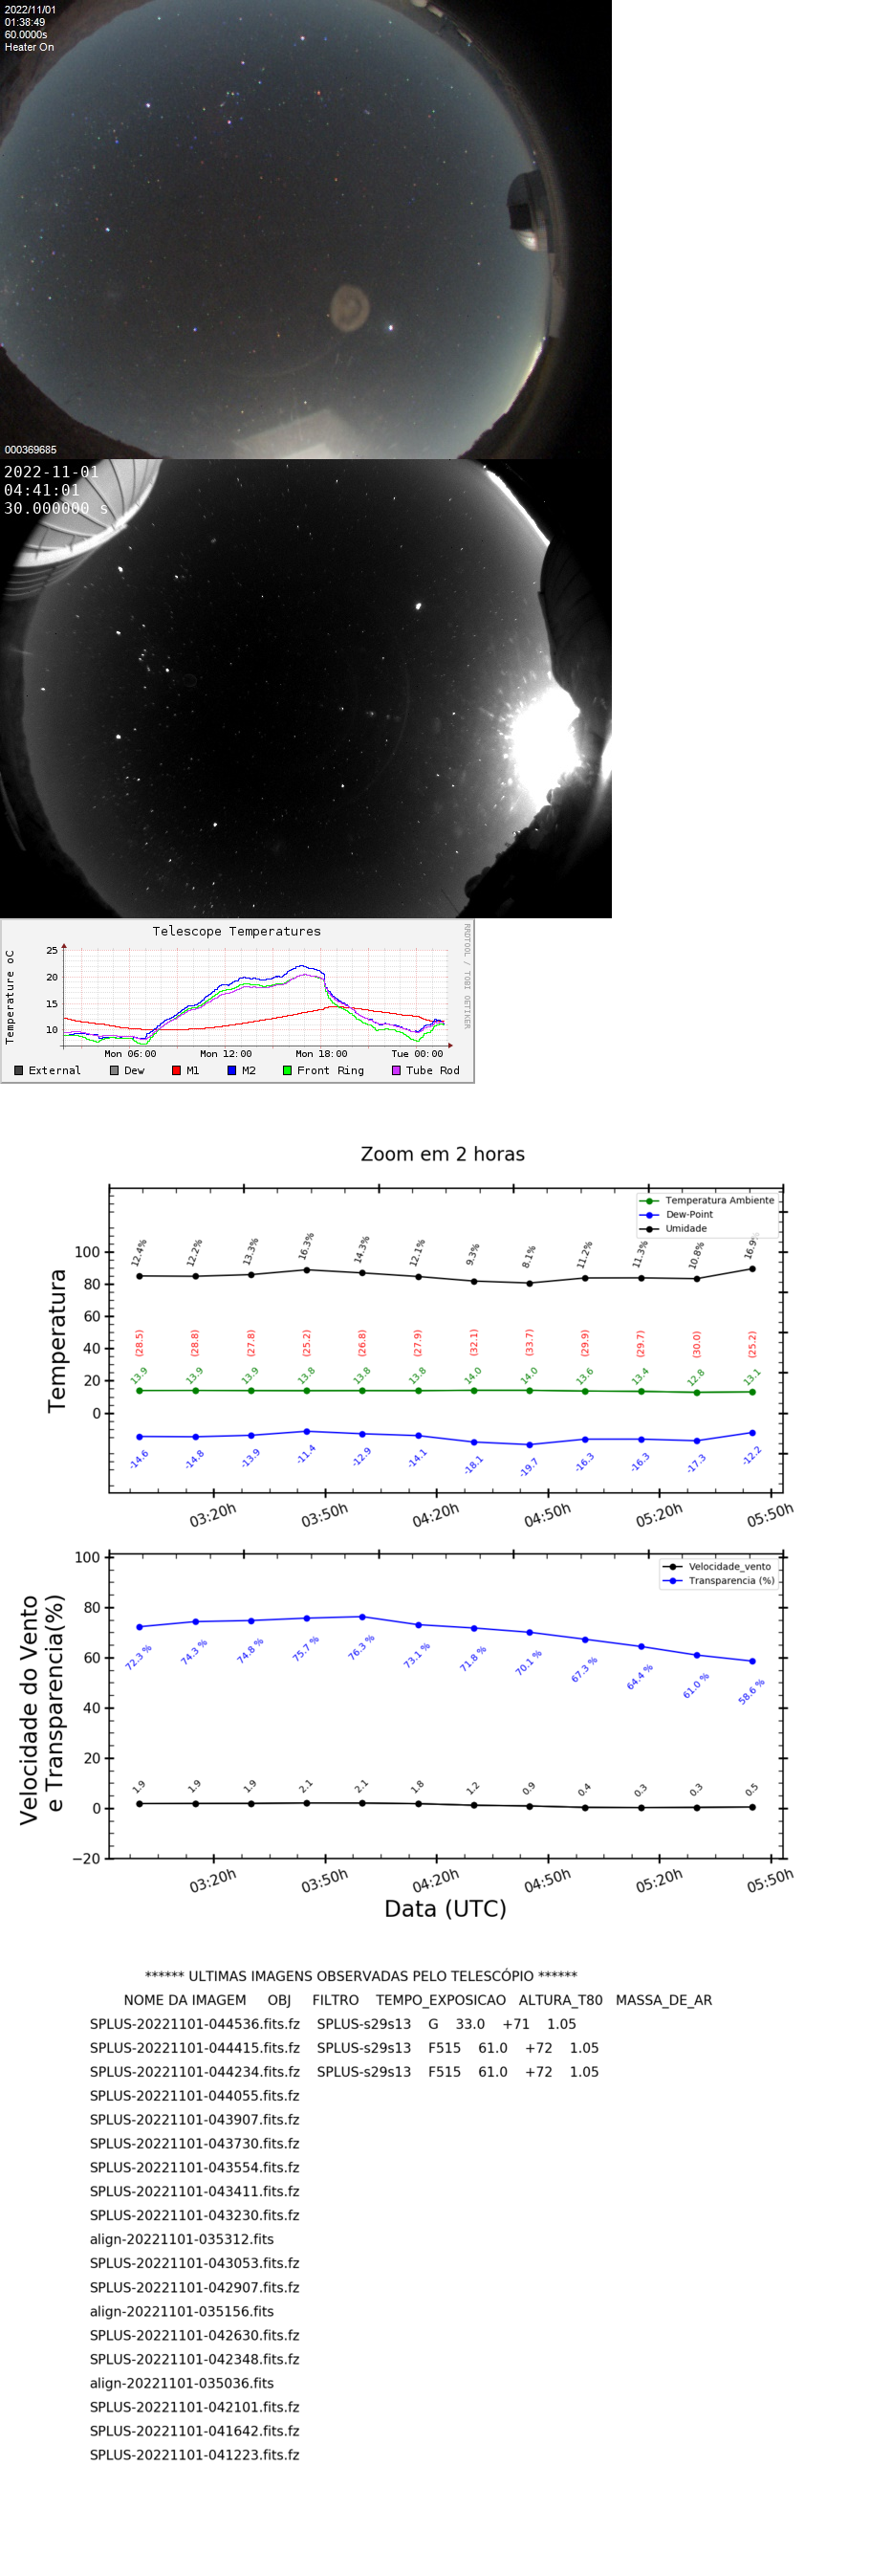 2022/11/01
01:38:49
60.0000s
Heater On
000369685
2022-11-01
04:41:01
30.000000 s
Telescope Temperatures
RRDTOOL / TOBI OETIKER
Temperature oC
25
20
15
10
Mon 06:00 Mon 12:00 Mon 18:00 Tue 00:00
External Dew M1 M2 Front Ring Tube Rod
Zoom em 2 horas
Temperatura Ambiente
Dew-Point
Umidade
Temperatura
100
80
60
40
20
0
12.4% 12.2% 13.3% 16.3% 14.3% 12.1% 9.3% 8.1% 11.2% 11.3% 10.8% 16.9%
(28.5) (28.8) (27.8) (25.2) (26.8) (27.9) (32.1) (33.7) (29.9) (29.7) (30.0) (25.2)
13.9 13.9 13.9 13.8 13.8 13.8 14.0 14.0 13.6 13.4 12.8 13.1
-14.6 -14.8 -13.9 -11.4 -12.9 -14.1 -18.1 -19.7 -16.3 -16.3 -17.3 -12.2
03:20h 03:50h 04:20h 04:50h 05:20h 05:50h
Velocidade_vento
Transparencia (%)
Velocidade do Vento
e Transparencia(%)
100
80
60
40
20
0
−20
72.3 % 74.3 % 74.8 % 75.7 % 76.3 % 73.1 % 71.8 % 70.1 % 67.3 % 64.4 % 61.0 % 58.6 %
1.9 1.9 1.9 2.1 2.1 1.8 1.2 0.9 0.4 0.3 0.3 0.5
03:20h 03:50h 04:20h 04:50h 05:20h 05:50h
Data (UTC)
****** ULTIMAS IMAGENS OBSERVADAS PELO TELESCÓPIO ******
NOME DA IMAGEM OBJ FILTRO TEMPO_EXPOSICAO ALTURA_T80 MASSA_DE_AR
SPLUS-20221101-044536.fits.fz SPLUS-s29s13 G 33.0 +71 1.05
SPLUS-20221101-044415.fits.fz SPLUS-s29s13 F515 61.0 +72 1.05
SPLUS-20221101-044234.fits.fz SPLUS-s29s13 F515 61.0 +72 1.05
SPLUS-20221101-044055.fits.fz
SPLUS-20221101-043907.fits.fz
SPLUS-20221101-043730.fits.fz
SPLUS-20221101-043554.fits.fz
SPLUS-20221101-043411.fits.fz
SPLUS-20221101-043230.fits.fz
align-20221101-035312.fits
SPLUS-20221101-043053.fits.fz
SPLUS-20221101-042907.fits.fz
align-20221101-035156.fits
SPLUS-20221101-042630.fits.fz
SPLUS-20221101-042348.fits.fz
align-20221101-035036.fits
SPLUS-20221101-042101.fits.fz
SPLUS-20221101-041642.fits.fz
SPLUS-20221101-041223.fits.fz